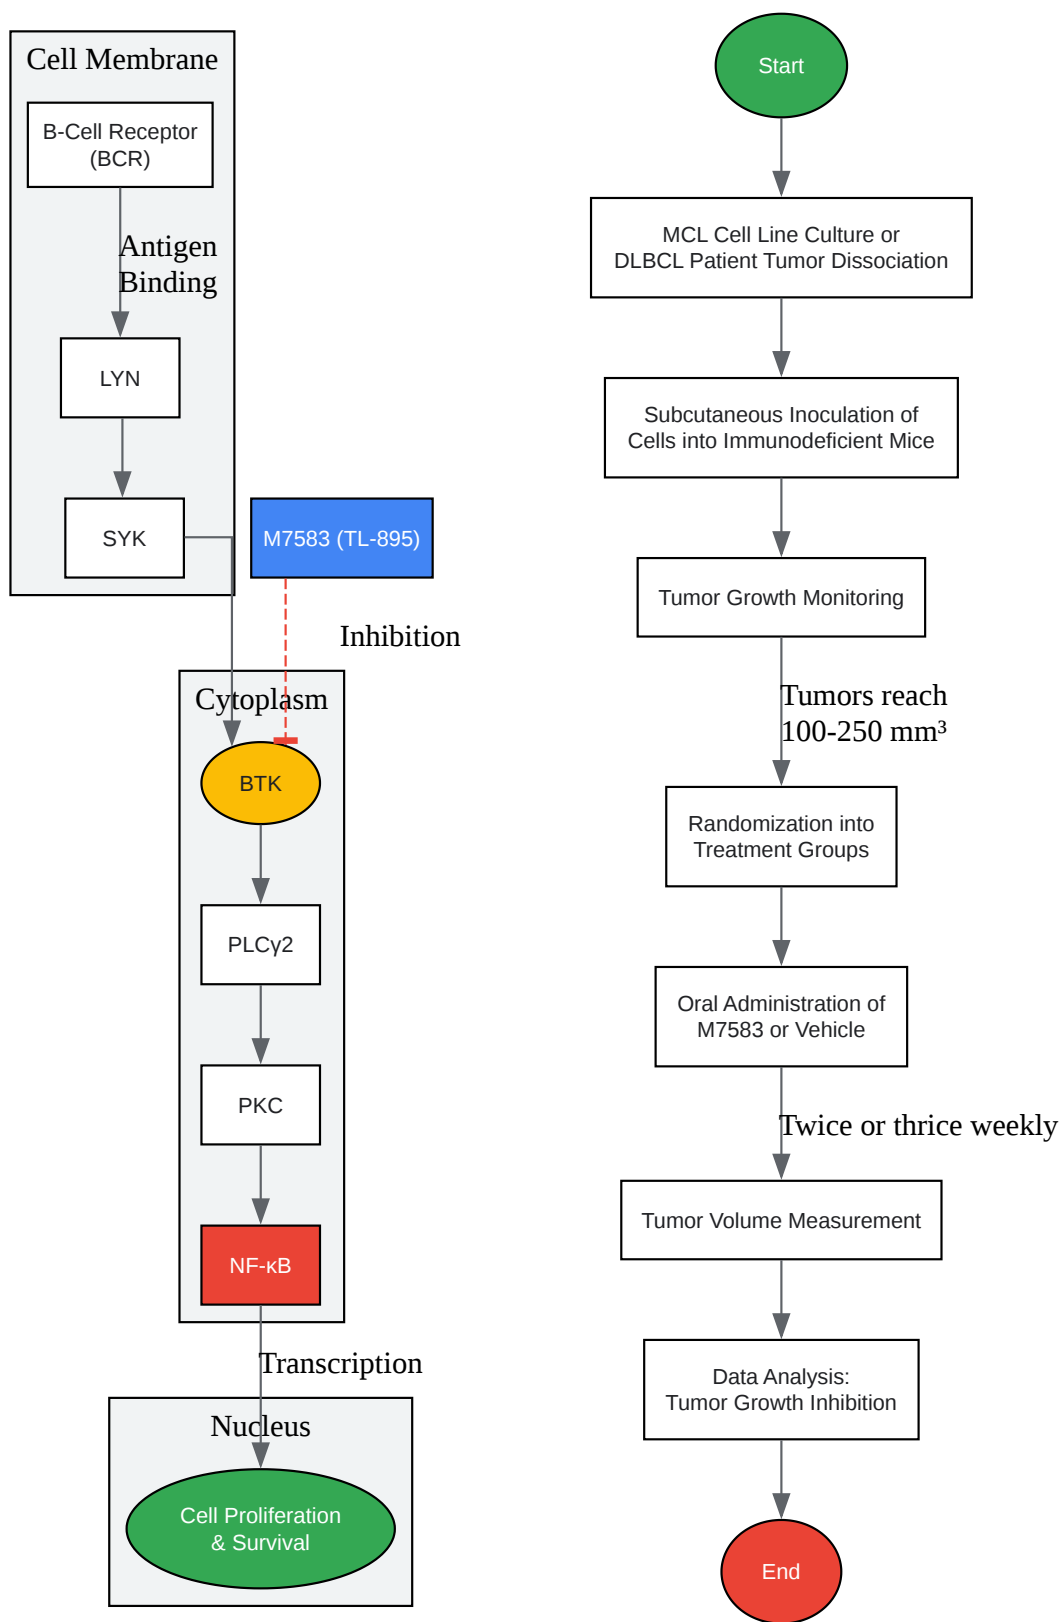 Cell Membrane
B-Cell Receptor
(BCR)
Antigen
Binding
LYN
SYK
M7583 (TL-895)
Inhibition
Cytoplasm
BTK
PLCγ2
PKC
NF-κB
Transcription
Nucleus
Cell Proliferation
& Survival
Start
MCL Cell Line Culture or
DLBCL Patient Tumor Dissociation
Subcutaneous Inoculation of
Cells into Immunodeficient Mice
Tumor Growth Monitoring
Tumors reach
100-250 mm³
Randomization into
Treatment Groups
Oral Administration of
M7583 or Vehicle
Twice or thrice weekly
Tumor Volume Measurement
Data Analysis:
Tumor Growth Inhibition
End